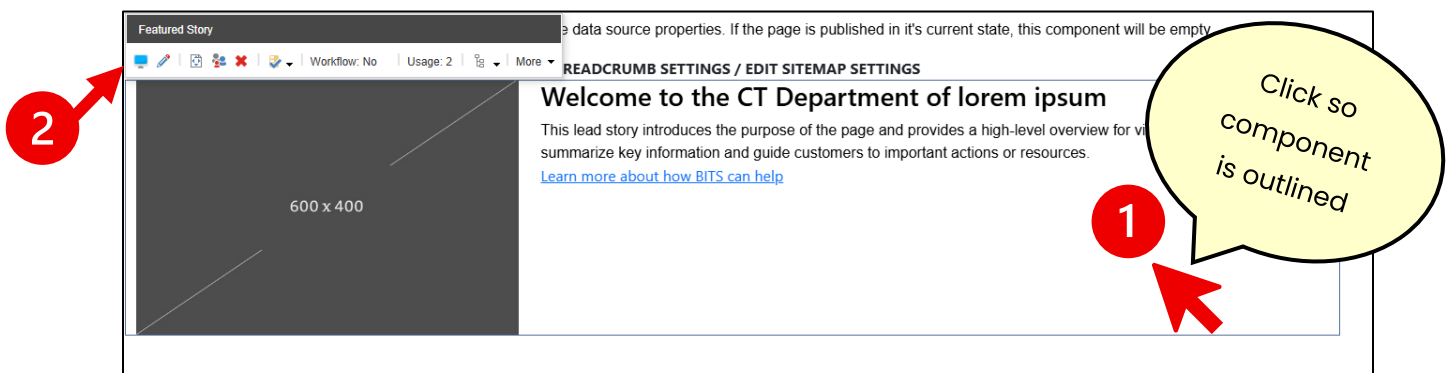 Featured Story
data source properties. If the page is published in it's current state, this component will be empty
Workflow: No
Usage: 2
More
READCRUMB SETTINGS / EDIT SITEMAP SETTINGS
2
Welcome to the CT Department of lorem ipsum
This lead story introduces the purpose of the page and provides a high-level overview for
summarize key information and guide customers to important actions or resources.
Learn more about how BITS can help
600 x 400
1
Click so
component
is outlined